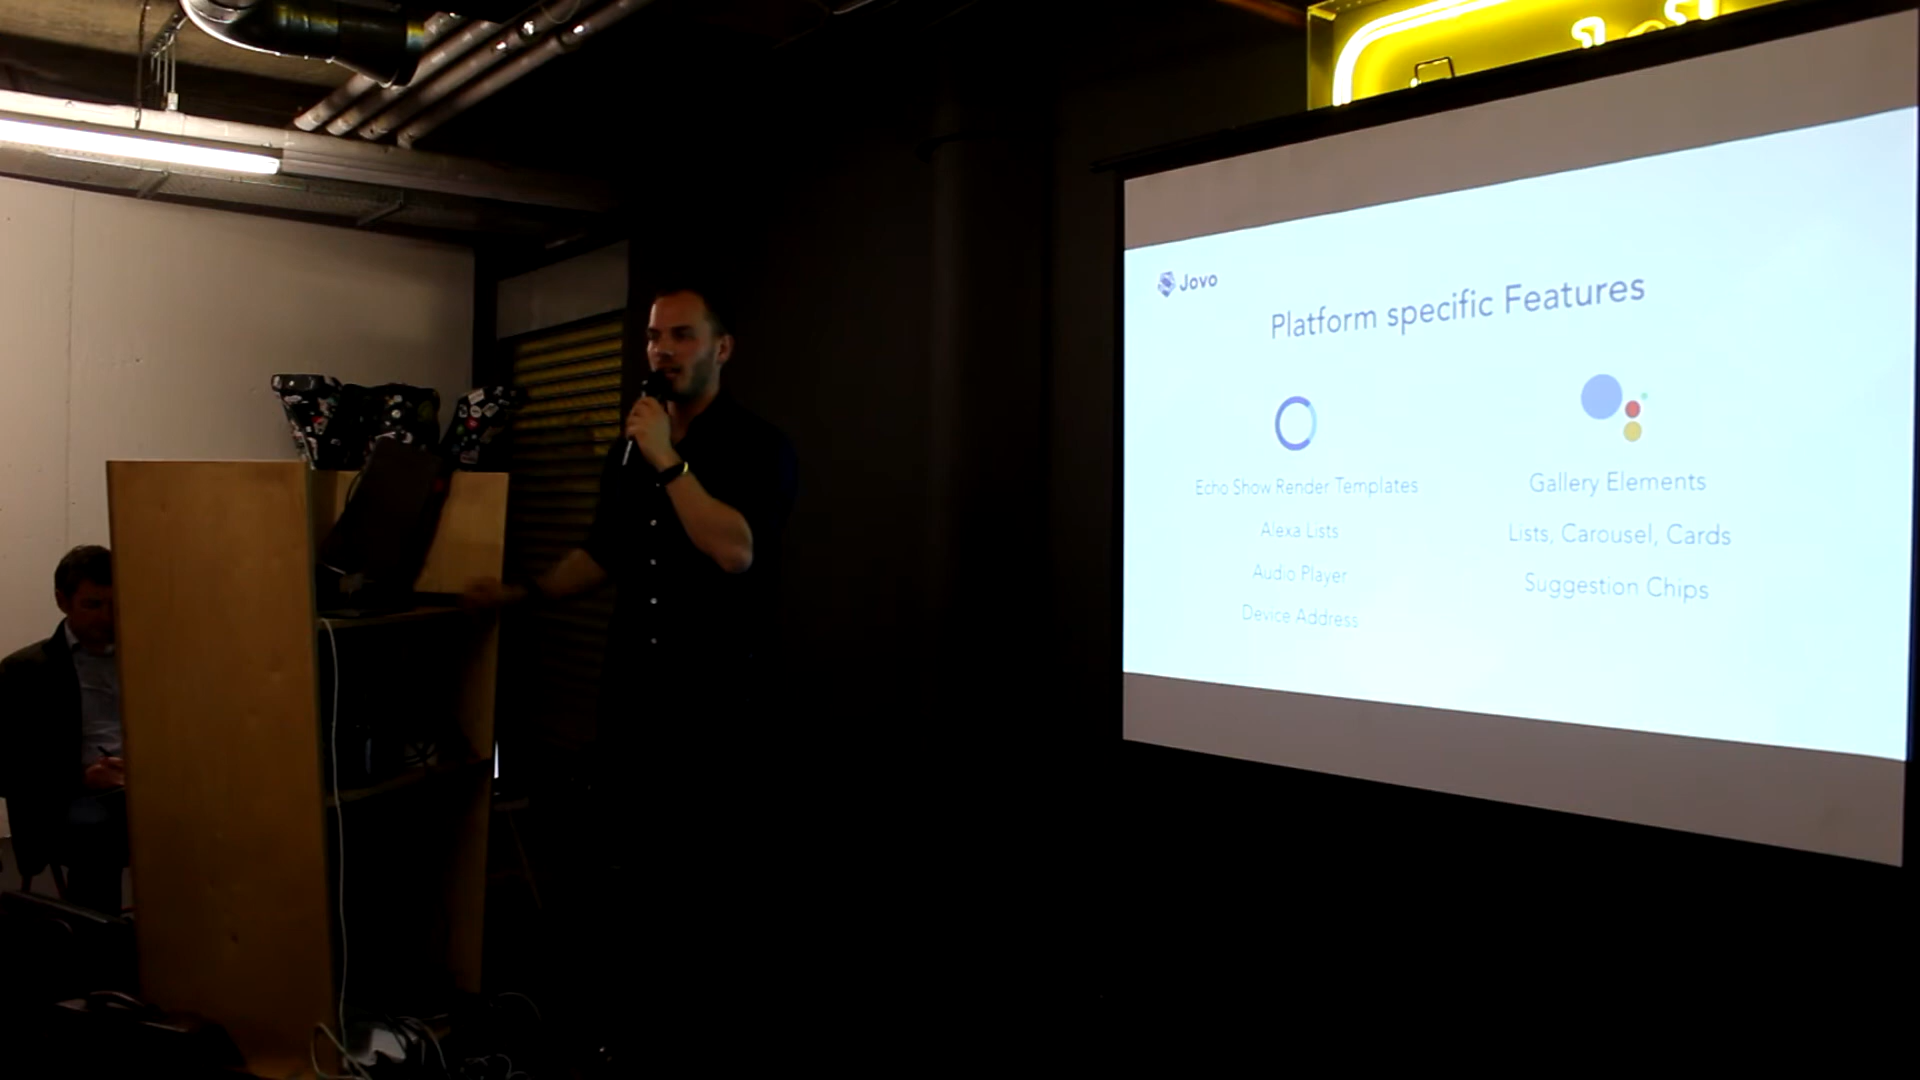 Jovo
Platform specific Features
Echo Show Render Templates
Alexa Lists
Audio Player
Device Address
Gallery Elements
Lists, Carousel, Cards
Suggestion Chips